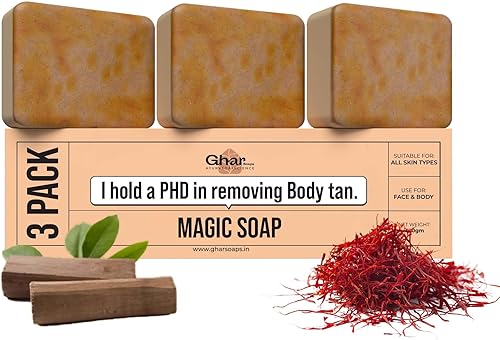 3 PACK
Ghar
I hold a PHD in removing Body tan.
MAGIC SOAP
www.gharsoaps.in
SUITABLE FOR:
ALL SKIN TYPES
USE FOR:
FACE & BODY
WEIGHT: